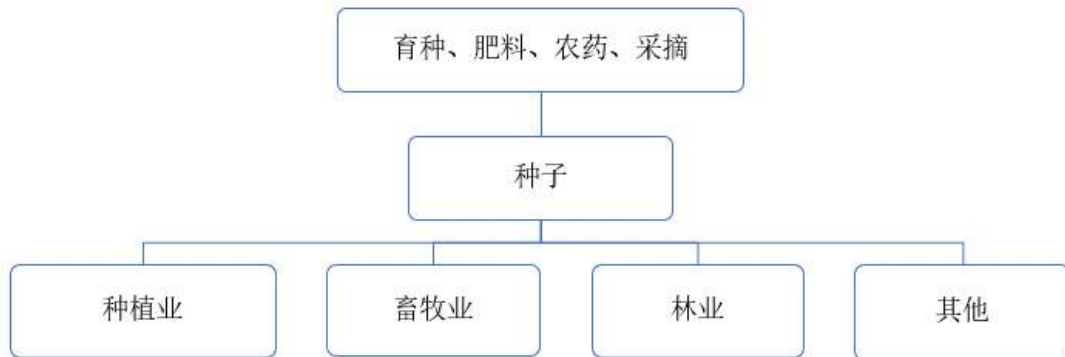 育种、肥料、农药、采摘
种子
种植业
畜牧业
林业
其他